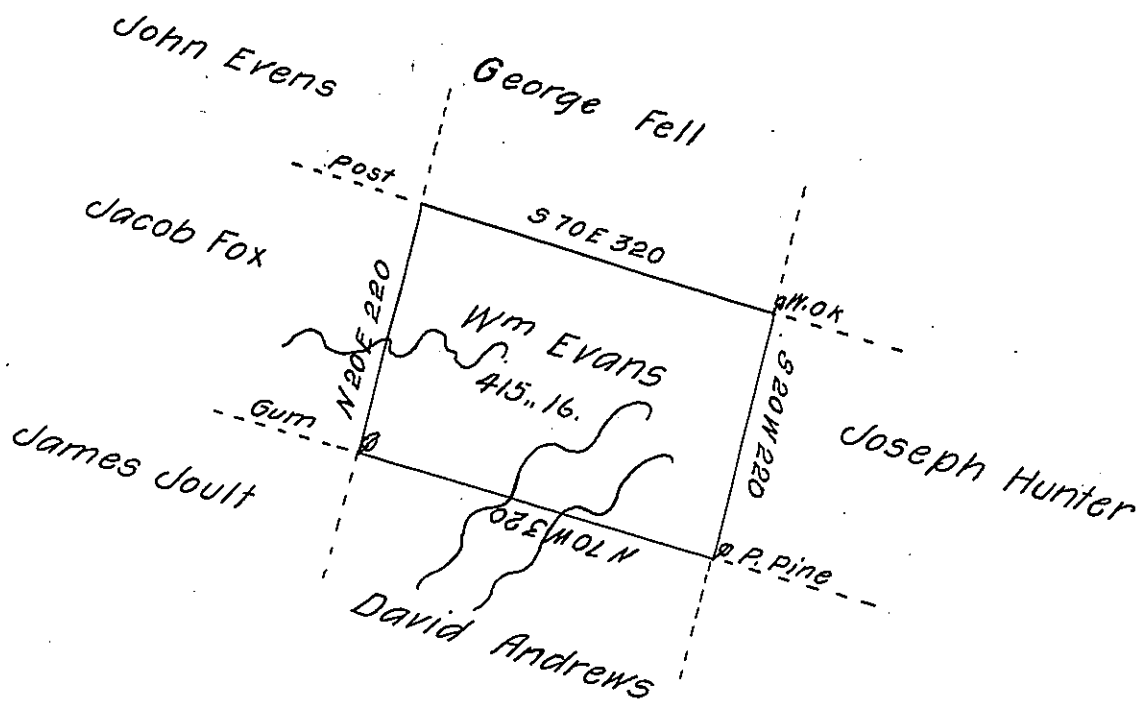 John Evens
George Fell
Post
S 70 E 320
Jacob Fox
W.OK
N 20 E 220
Wm Evans
415,, 16.
S 20 W 220
Gum
Joseph Hunter
James Joult
N 70 W 320
P. Pine
David Andrews